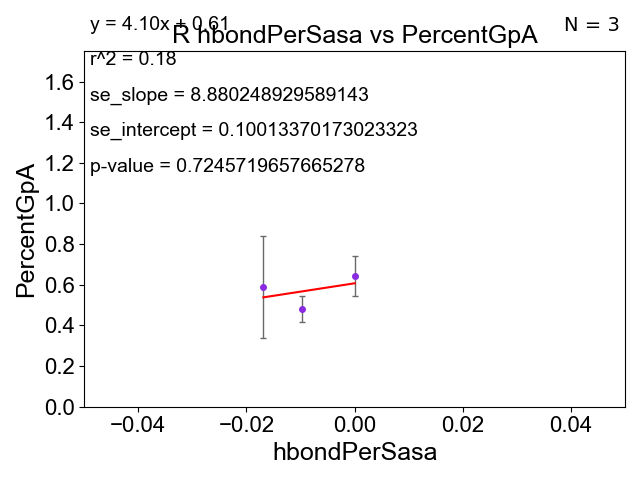 y = 4.10x + 0.61
N = 3
R hbondPerSasa vs PercentGpA
r^2 = 0.18
se_slope = 8.880248929589143
se_intercept = 0.10013370173023323
p-value = 0.7245719657665278
PercentGpA
1.6
1.4
1.2
1.0
0.8
0.6
0.4
0.2
0.0
−0.04 −0.02 0.00 0.02 0.04
hbondPerSasa